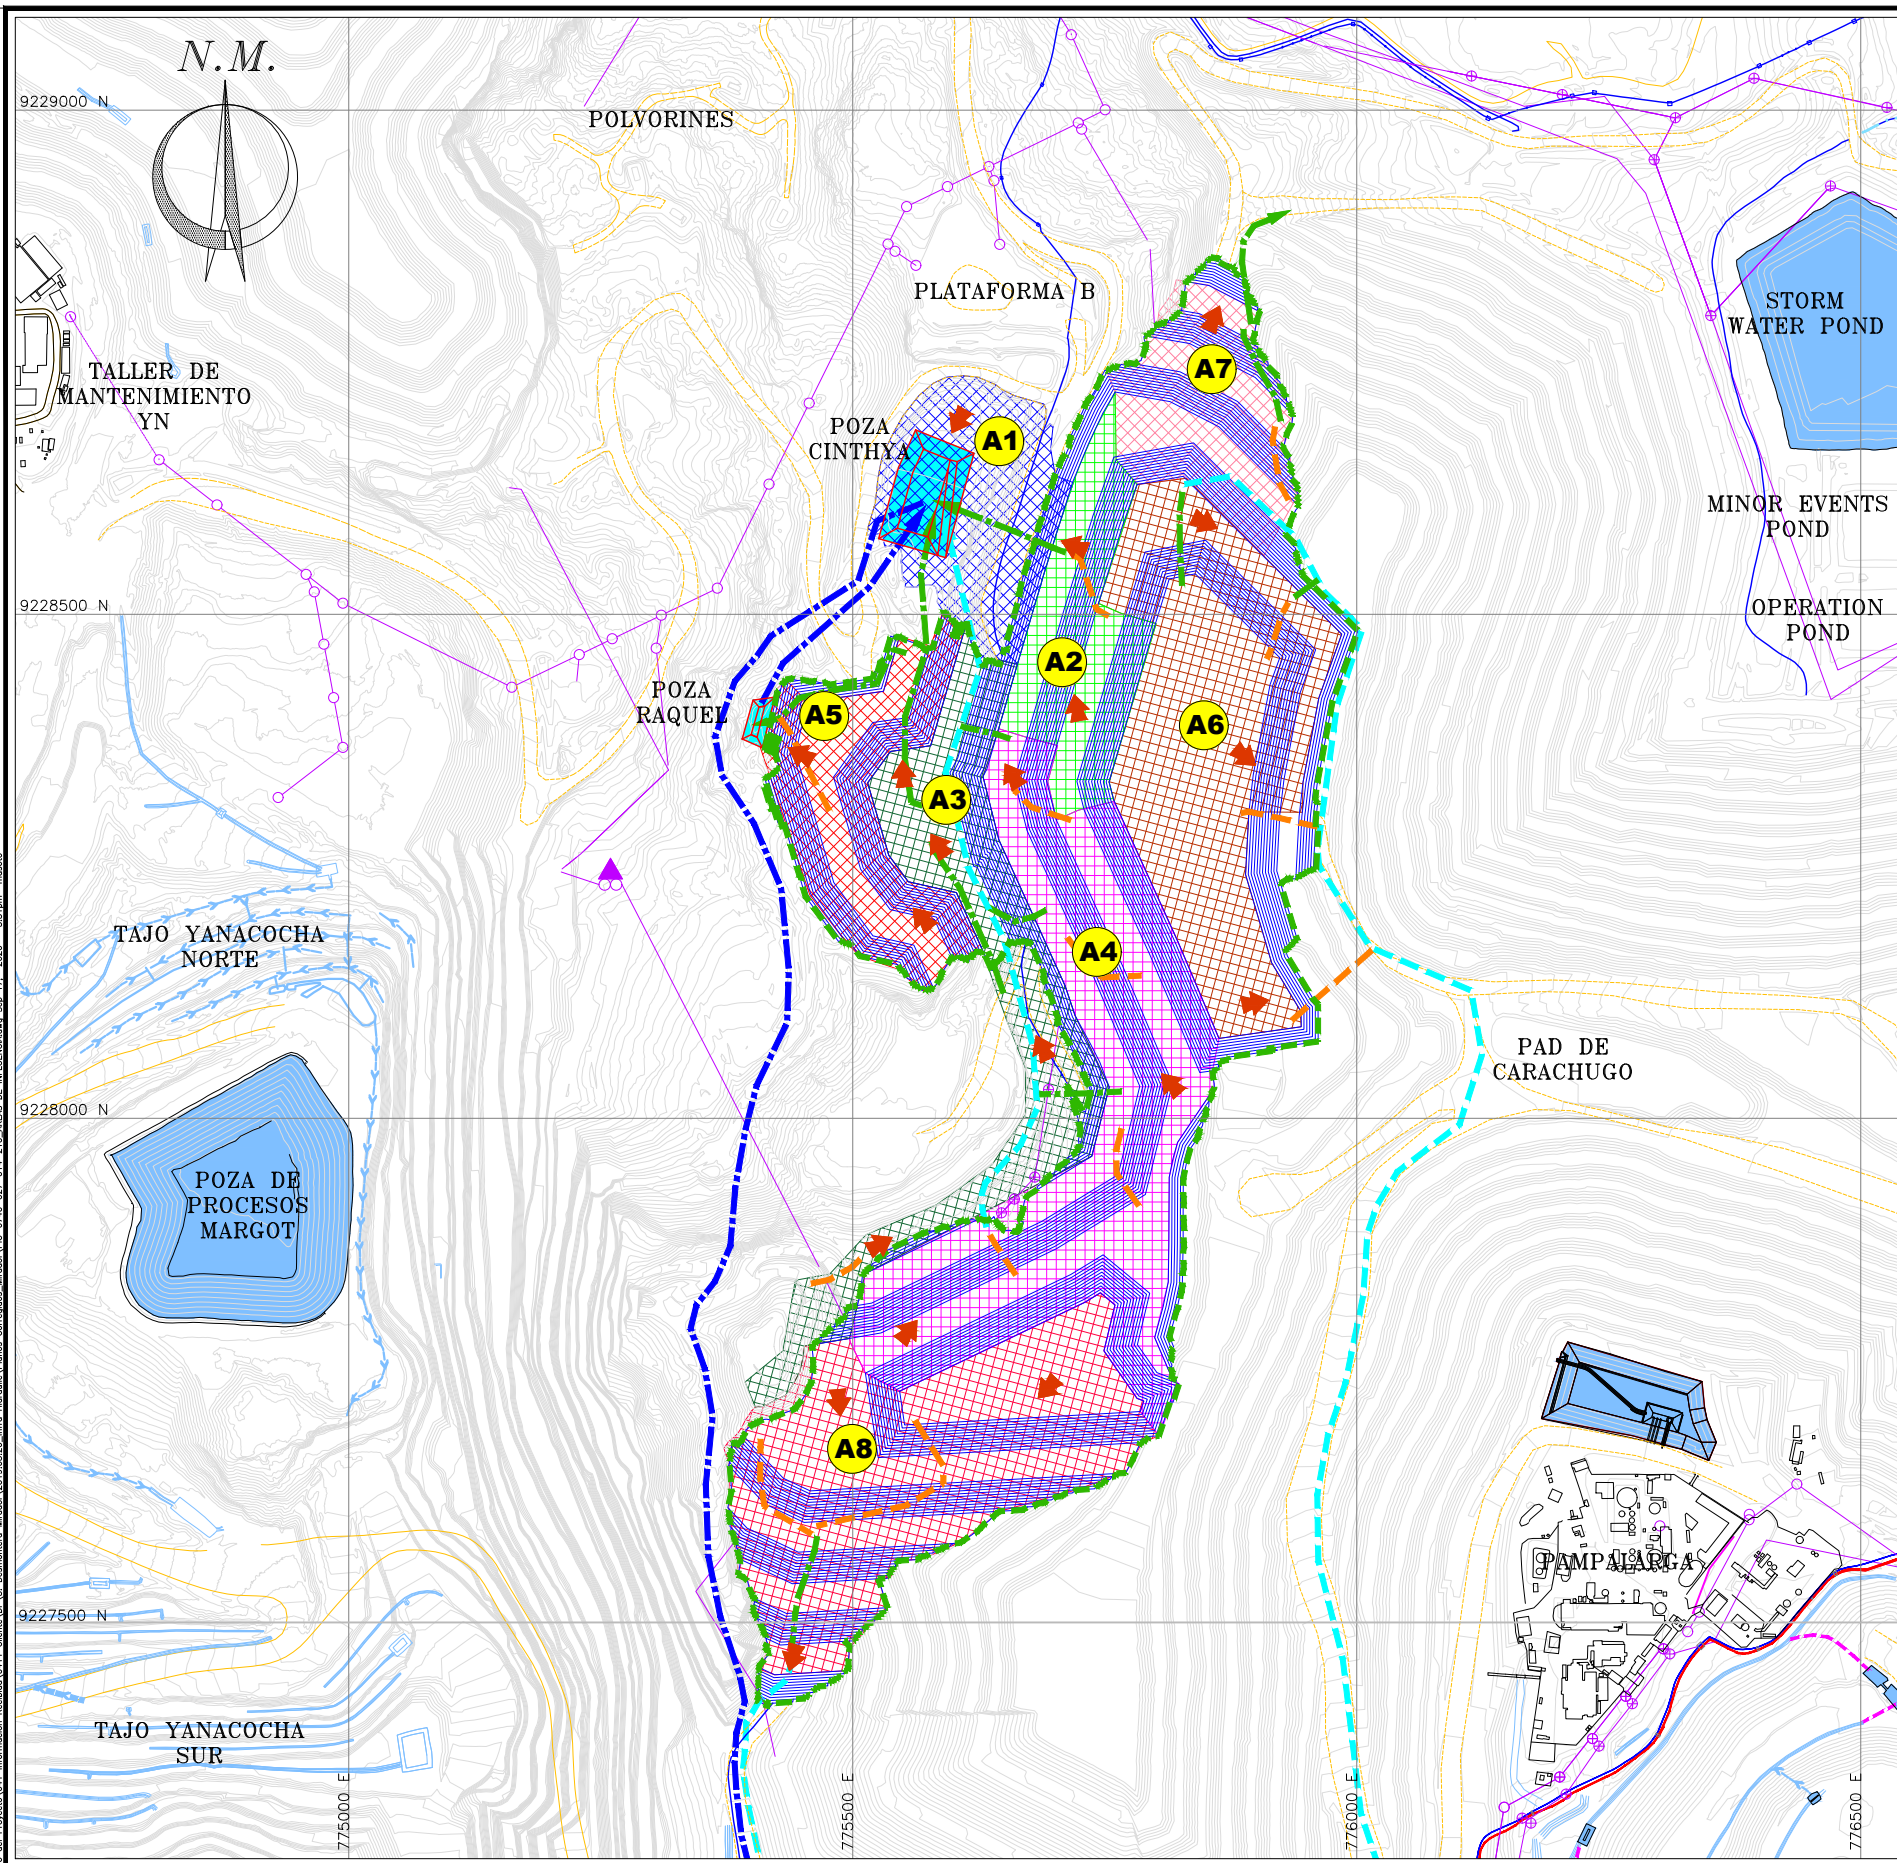 N.M.
9229000 N
POLVORINES
PLATAFORMA B
STORM
WATER POND
TALLER DE
MANTENIMIENTO
YN
A7
POZA
CINTHYA
A1
MINOR EVENTS
POND
9228500 N
OPERATION
POND
A2
POZA
RAQUEL
A5
A6
A3
TAJO YANACOCHA
NORTE
A4
PAD DE
CARACHUGO
9228000 N
POZA DE
PROCESOS
MARGOT
A8
PAMPALARGA
9227500 N
TAJO YANACOCHA
SUR
775000 E
775500 E
776000 E
776500 E